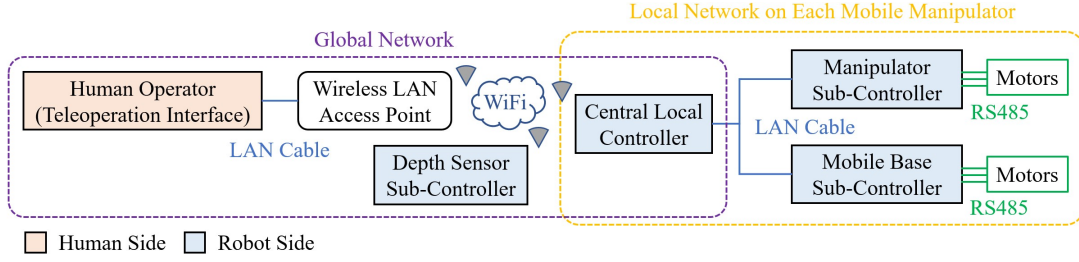 Local Network on Each Mobile Manipulator
Global Network
Human Operator
(Teleoperation Interface)
LAN Cable
Wireless LAN
Access Point
WiFi
Depth Sensor
Sub-Controller
Central Local
Controller
LAN Cable
Manipulator
Sub-Controller
Motors
RS485
Mobile Base
Sub-Controller
Motors
RS485
Human Side
Robot Side